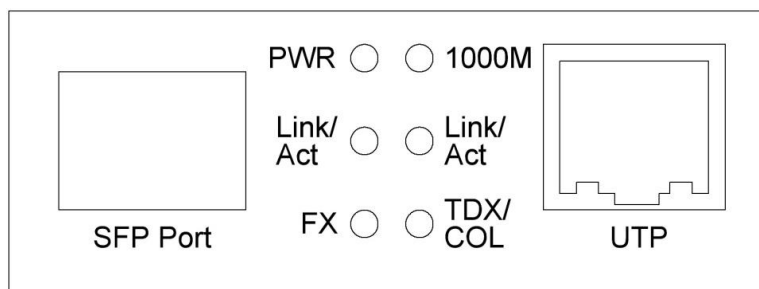 PWR
1000M
Link/
Act
Link/
Act
FX
TDX/
COL
SFP Port
UTP